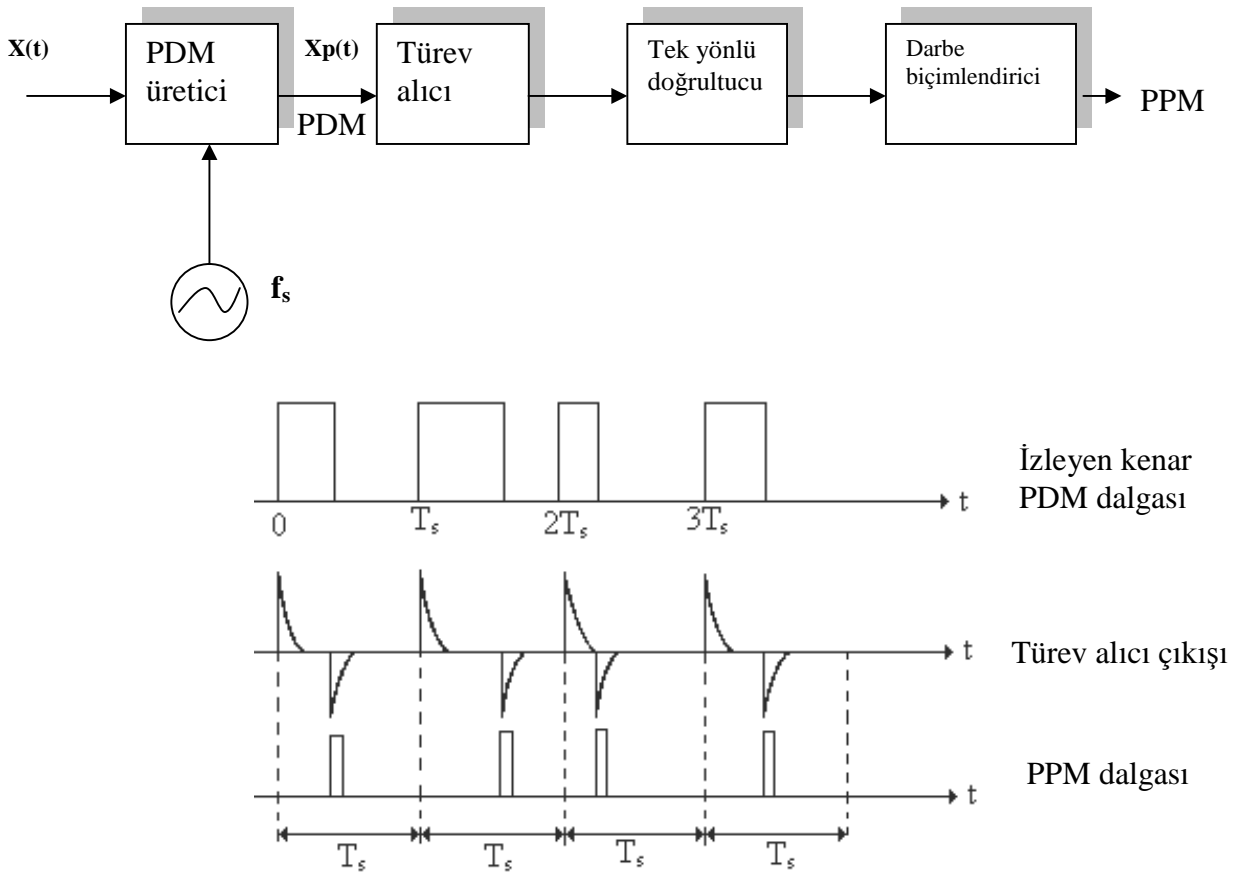 X(t)
PDM
üretici
Xp(t)
PDM
Türev
alıcı
Tek yönlü
doğrultucu
Darbe
biçimlendirici
PPM
fs
İzleyen kenar
PDM dalgası
t
0
Ts
2Ts
3Ts
t
Türev alıcı çıkışı
PPM dalgası
t
Ts
Ts
Ts
Ts